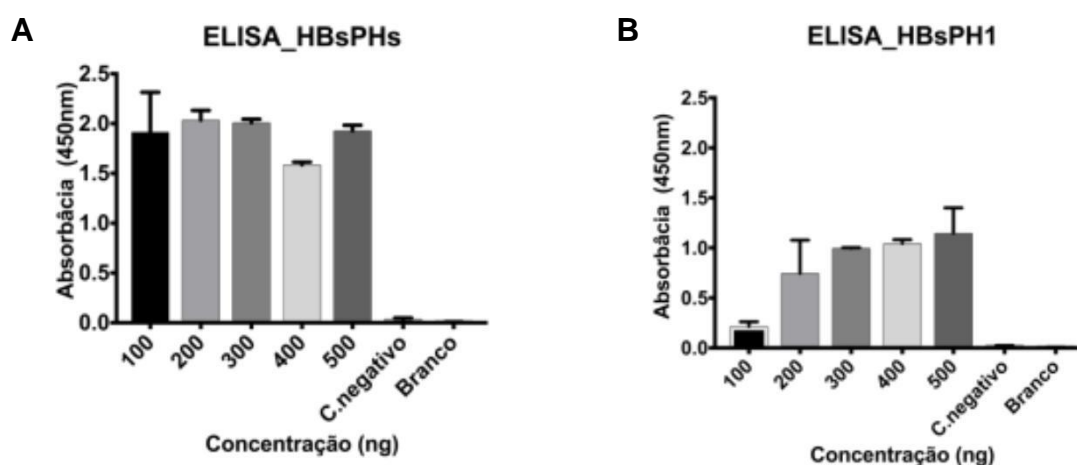 A
ELISA_HBsPHs
Absorbâcia (450nm)
2.5
2.0
1.5
1.0
0.5
0.0
100
200
300
400
500
C.negativo
Branco
Concentração (ng)
B
ELISA_HBsPH1
Absorbâcia (450nm)
2.5
2.0
1.5
1.0
0.5
0.0
100
200
300
400
500
C.negativo
Branco
Concentração (ng)